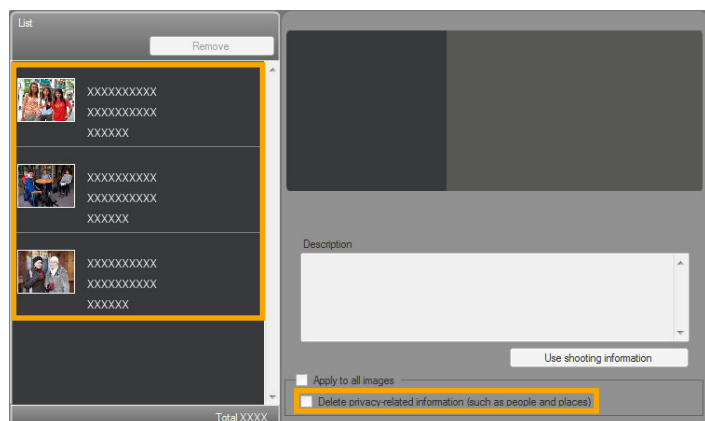 List
Remove
XXXXXXXXXX
XXXXXXXXXX
XXXXXX
XXXXXXXXXX
XXXXXXXXXX
XXXXXX
XXXXXXXXXX
XXXXXXXXXX
XXXXXX
Total XXXX
Description
Use shooting information
Apply to all images
Delete privacy-related information (such as people and places)